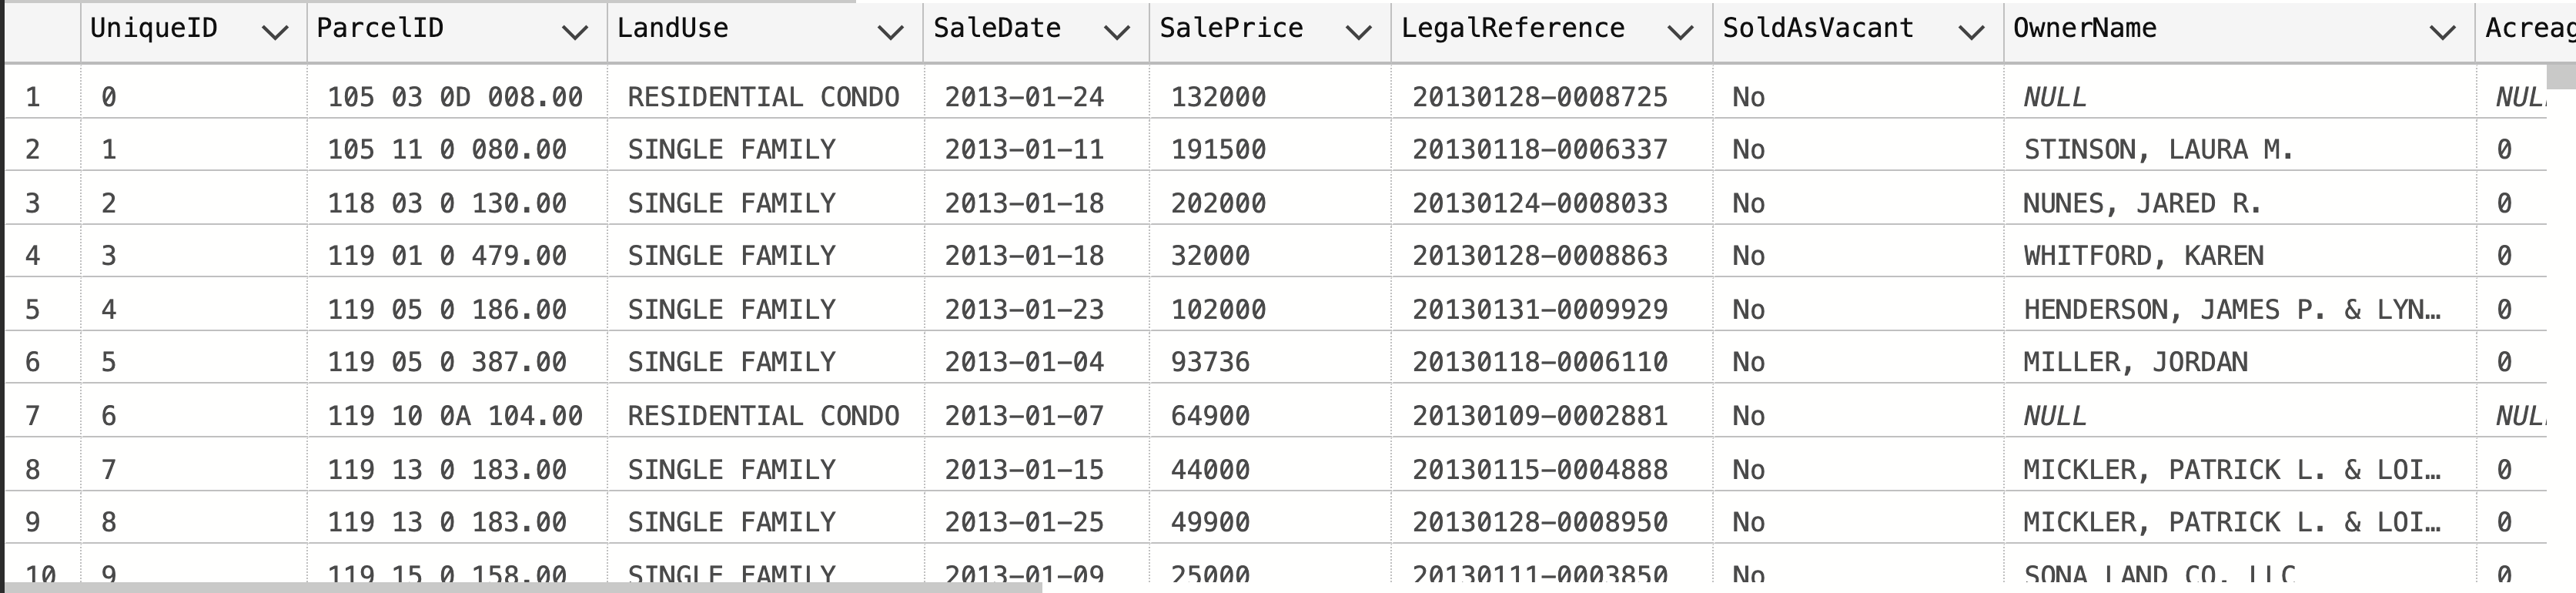 UniqueID ParcelID LandUse SaleDate SalePrice LegalReference SoldAsVacant OwnerName Acreag
1 0 105 03 0D 008.00 RESIDENTIAL CONDO 2013-01-24 132000 20130128-0008725 No NULL NUL
2 1 105 11 0 080.00 SINGLE FAMILY 2013-01-11 191500 20130118-0006337 No STINSON, LAURA M. 0
3 2 118 03 0 130.00 SINGLE FAMILY 2013-01-18 202000 20130124-0008033 No NUNES, JARED R. 0
4 3 119 01 0 479.00 SINGLE FAMILY 2013-01-18 32000 20130128-0008863 No WHITFORD, KAREN 0
5 4 119 05 0 186.00 SINGLE FAMILY 2013-01-23 102000 20130131-0009929 No HENDERSON, JAMES P. & LYN… 0
6 5 119 05 0 387.00 SINGLE FAMILY 2013-01-04 93736 20130118-0006110 No MILLER, JORDAN 0
7 6 119 10 0A 104.00 RESIDENTIAL CONDO 2013-01-07 64900 20130109-0002881 No NULL NUL
8 7 119 13 0 183.00 SINGLE FAMILY 2013-01-15 44000 20130115-0004888 No MICKLER, PATRICK L. & LOI… 0
9 8 119 13 0 183.00 SINGLE FAMILY 2013-01-25 49900 20130128-0008950 No MICKLER, PATRICK L. & LOI… 0
10 9 119 15 0 158.00 SINGLE FAMILY 2013-01-09 25000 20130111-0003850 No SONA LAND CO, LLC 0